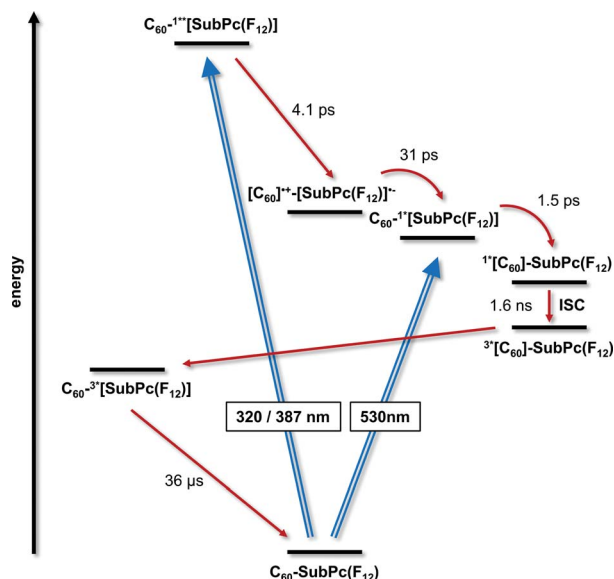 C₆₀-¹**[SubPc(F₁₂)]
4.1 ps
31 ps
[C₆₀]•⁺-[SubPc(F₁₂)]•⁻
1.5 ps
C₆₀-¹*[SubPc(F₁₂)]
¹*[C₆₀]-SubPc(F₁₂)
energy
1.6 ns
ISC
³*[C₆₀]-SubPc(F₁₂)
C₆₀-³*[SubPc(F₁₂)]
320 / 387 nm
530nm
36 µs
C₆₀-SubPc(F₁₂)